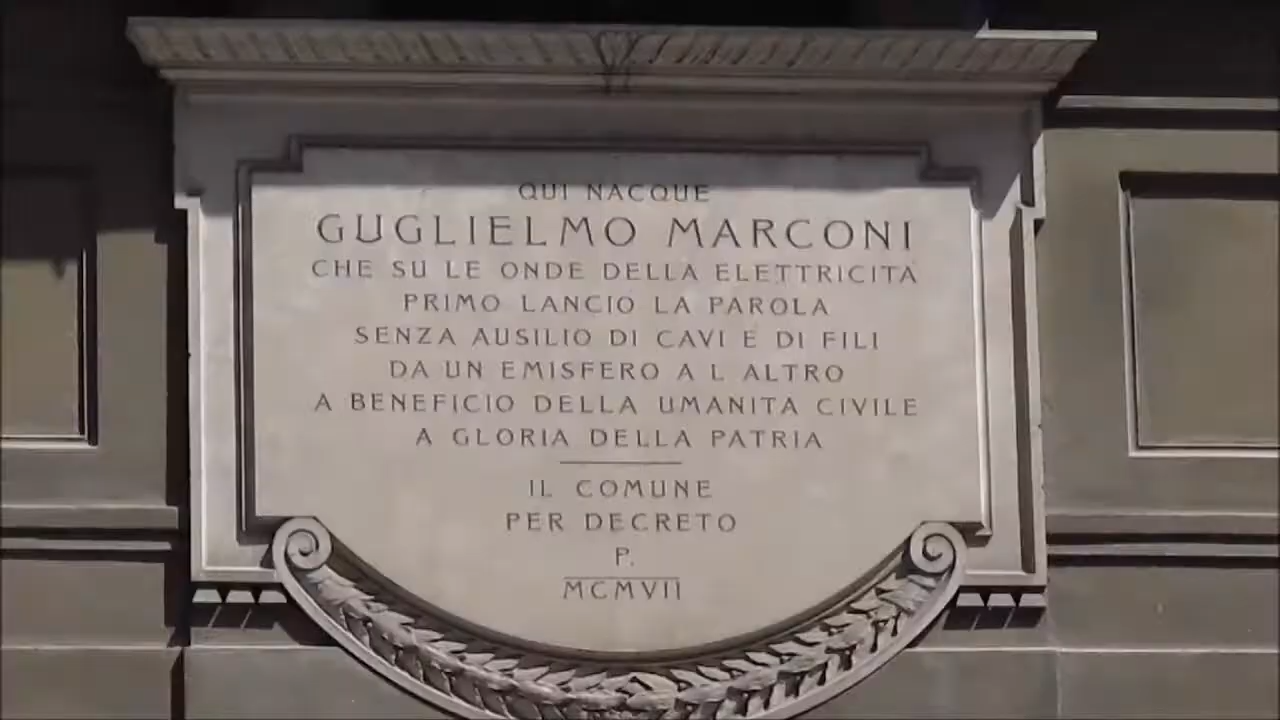 QUI NACQUE
GUGLIELMO MARCONI
CHE SU LE ONDE DELLA ELETTRICITA
PRIMO LANCIO LA PAROLA
SENZA AUSILIO DI CAVI E DI FILI
DA UN EMISFERO A L ALTRO
A BENEFICIO DELLA UMANITA CIVILE
A GLORIA DELLA PATRIA
IL COMUNE
PER DECRETO
P.
MCMVII